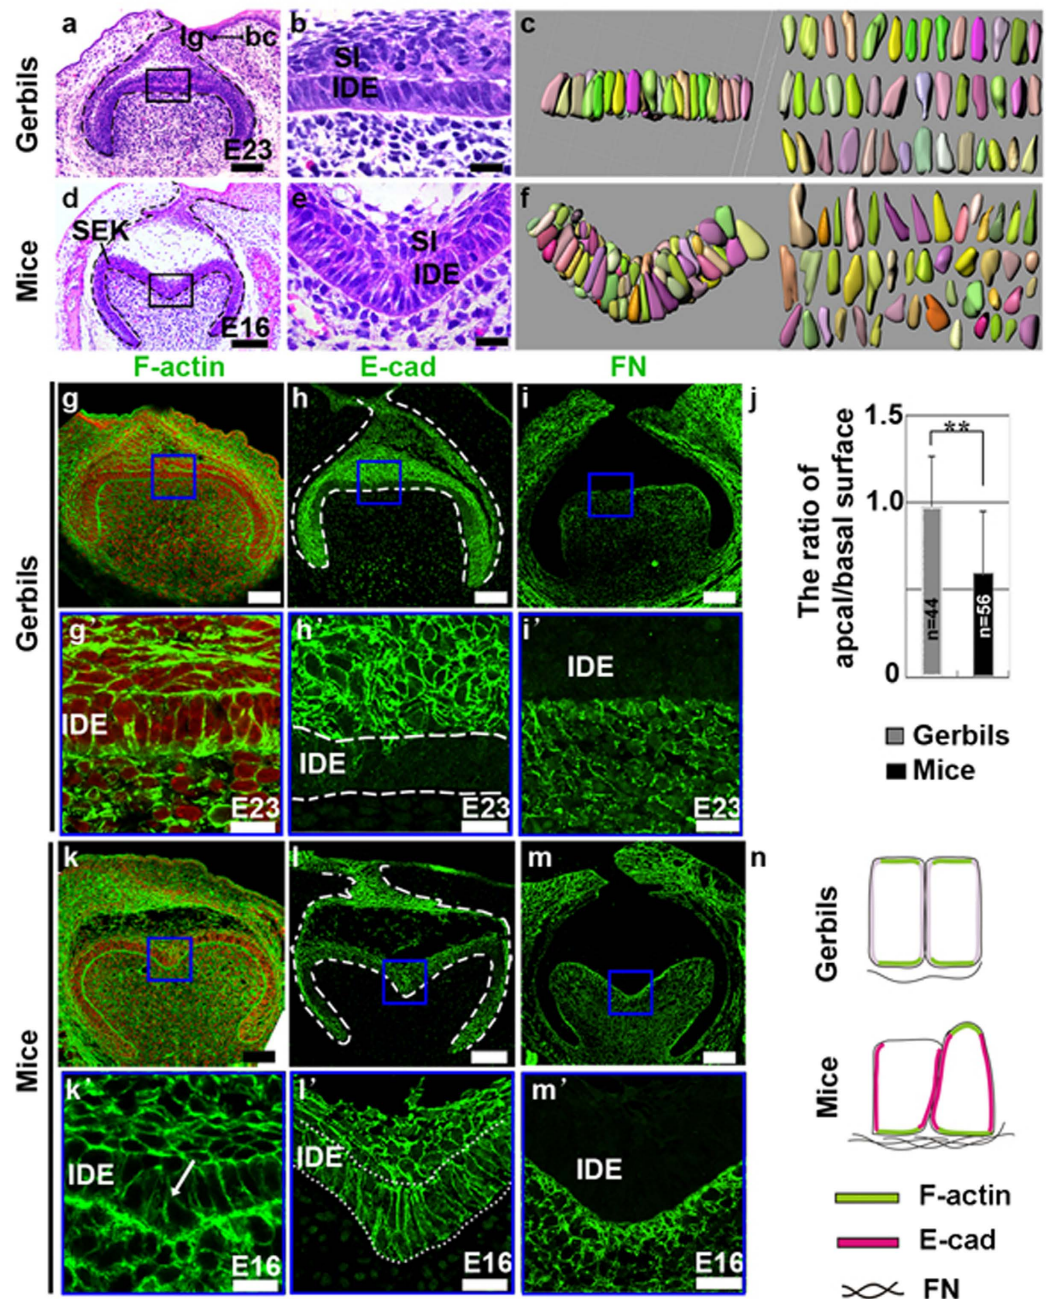 Gerbils
a
lg
bc
E23
b
SI
IDE
c
Mice
d
SEK
E16
e
SI
IDE
f
F-actin
E-cad
FN
Gerbils
g
h
i
g'
IDE
E23
h'
IDE
E23
i'
IDE
E23
j
The ratio of
apcal/basal surface
1.5
1.0
0
**
n=44
n=56
Gerbils
Mice
Mice
k
l
m
k'
IDE
E16
l'
IDE
E16
m'
IDE
E16
n
Gerbils
Mice
F-actin
E-cad
FN